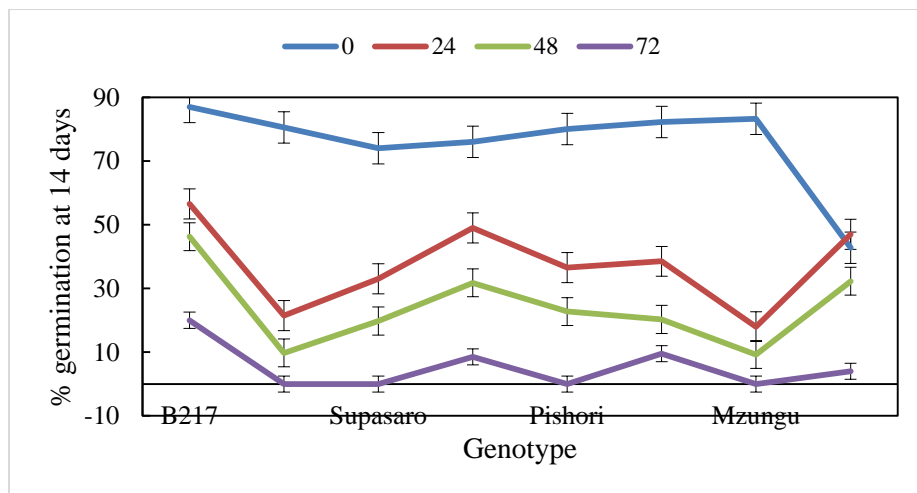 0 24 48 72
90
70
50
30
10
-10
% germination at 14 days
B217 Supasaro Pishori Mzungu
Genotype